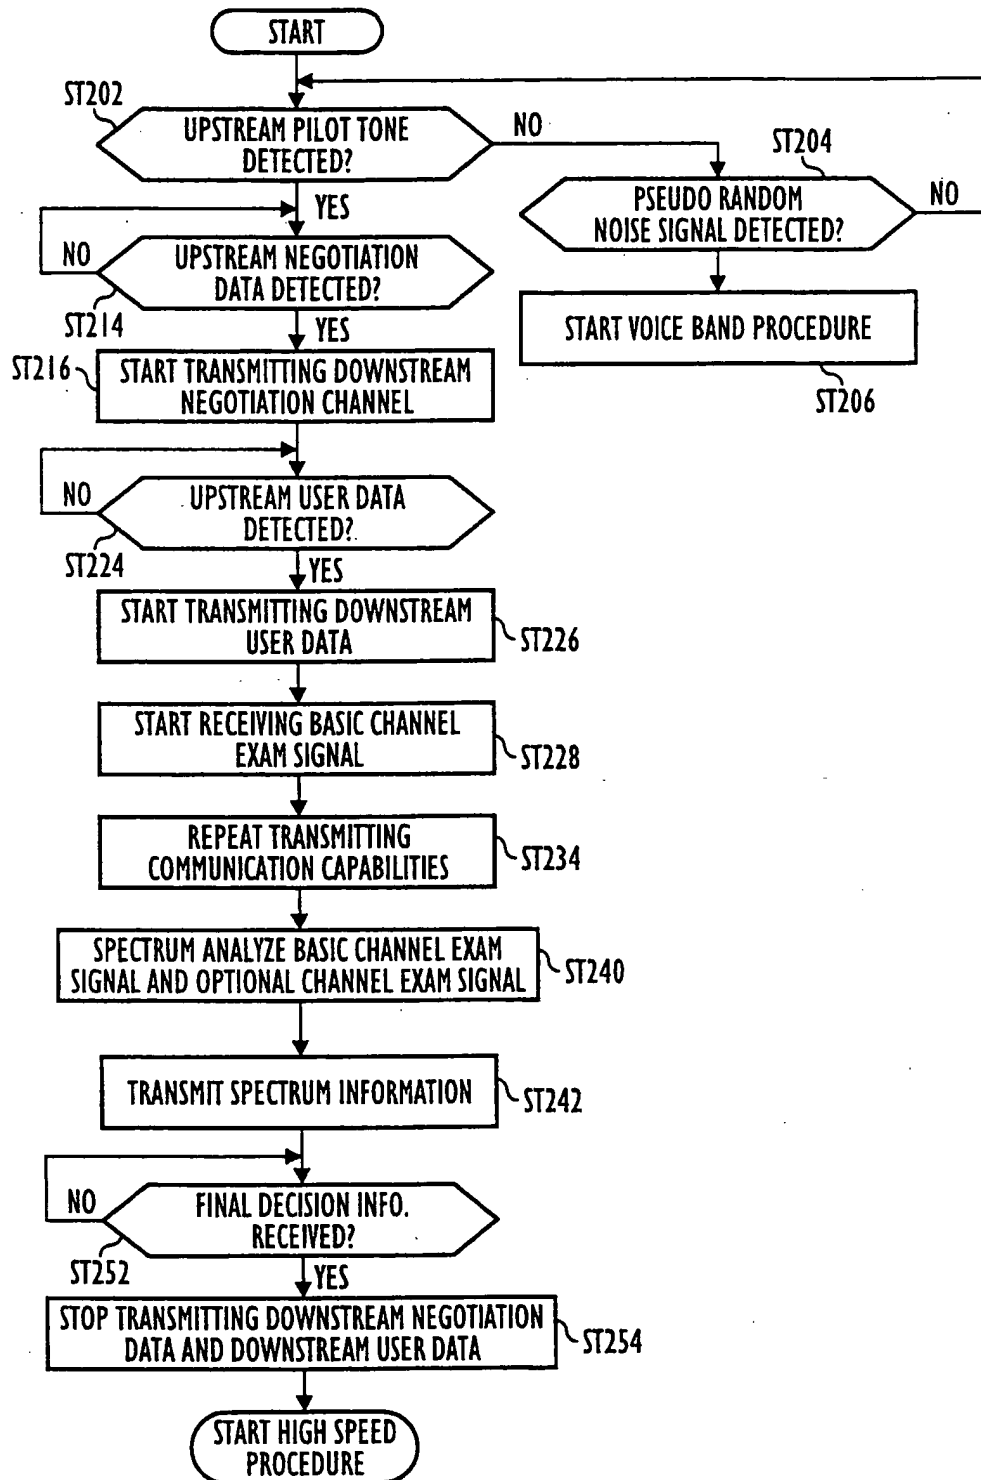 START
ST202
UPSTREAM PILOT TONE
DETECTED?
NO
ST204
PSEUDO RANDOM
NOISE SIGNAL DETECTED?
NO
YES
NO
UPSTREAM NEGOTIATION
DATA DETECTED?
ST214
YES
START VOICE BAND PROCEDURE
ST206
ST216
START TRANSMITTING DOWNSTREAM
NEGOTIATION CHANNEL
NO
UPSTREAM USER DATA
DETECTED?
ST224
YES
START TRANSMITTING DOWNSTREAM
USER DATA
ST226
START RECEIVING BASIC CHANNEL
EXAM SIGNAL
ST228
REPEAT TRANSMITTING
COMMUNICATION CAPABILITIES
ST234
SPECTRUM ANALYZE BASIC CHANNEL EXAM
SIGNAL AND OPTIONAL CHANNEL EXAM SIGNAL
ST240
TRANSMIT SPECTRUM INFORMATION
ST242
NO
FINAL DECISION INFO.
RECEIVED?
ST252
YES
STOP TRANSMITTING DOWNSTREAM NEGOTIATION
DATA AND DOWNSTREAM USER DATA
ST254
START HIGH SPEED
PROCEDURE